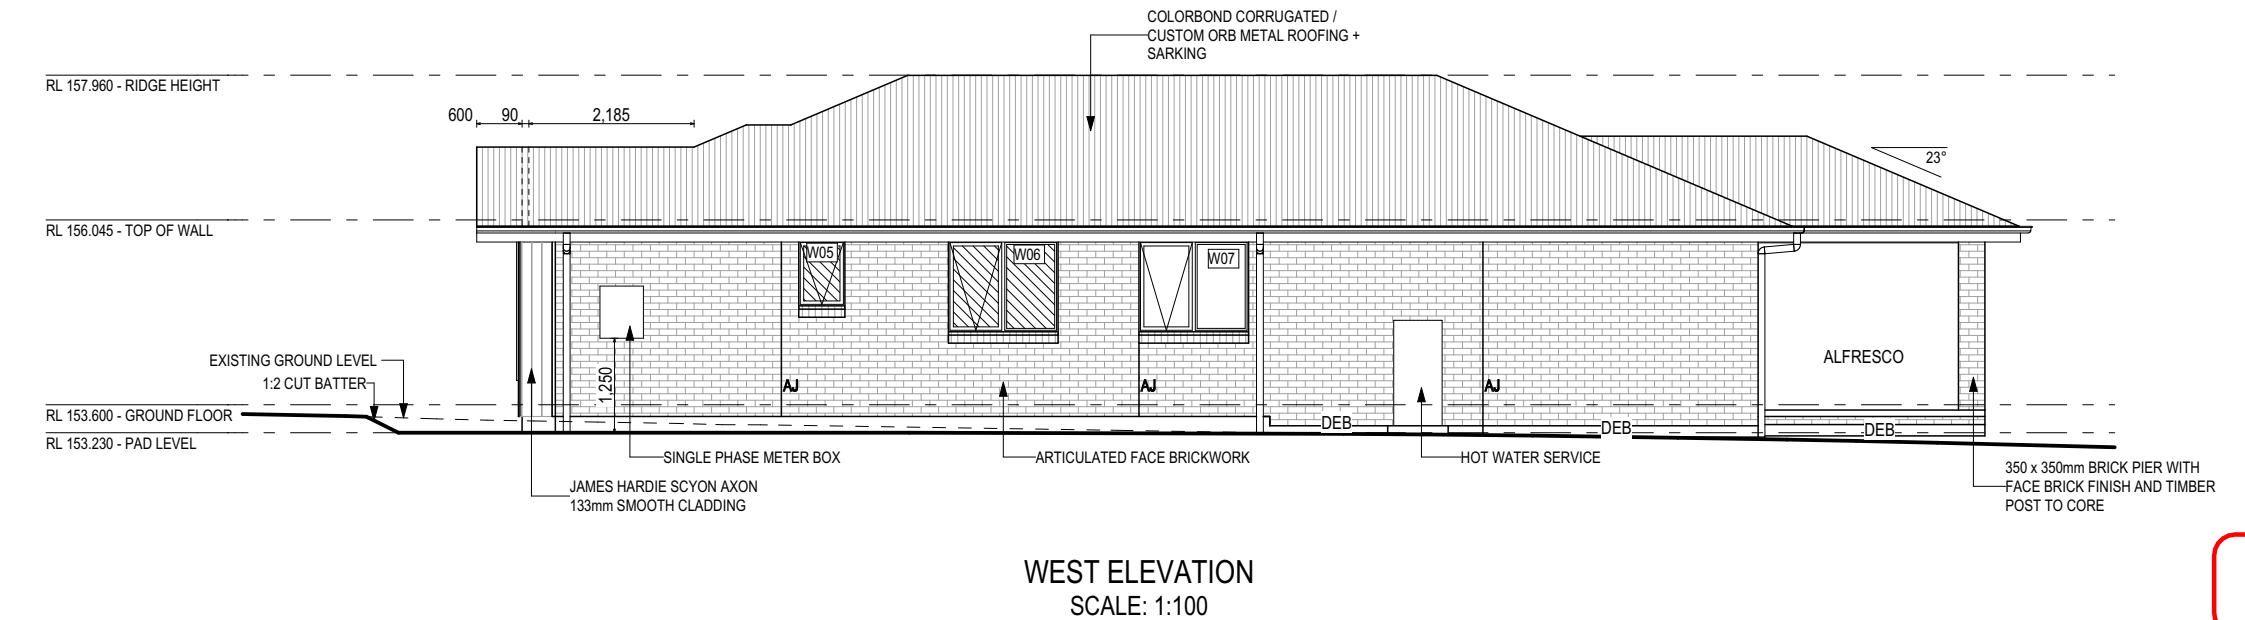 COLORBOND CORRUGATED /
CUSTOM ORB METAL ROOFING +
SARKING
RL 157.960 - RIDGE HEIGHT
600
90
2,185
23°
RL 156.045 - TOP OF WALL
W05
W06
W07
ALFRESCO
EXISTING GROUND LEVEL
1:2 CUT BATTER
1,250
AJ
AJ
AJ
RL 153.600 - GROUND FLOOR
DEB
DEB
DEB
RL 153.230 - PAD LEVEL
SINGLE PHASE METER BOX
ARTICULATED FACE BRICKWORK
HOT WATER SERVICE
350 x 350mm BRICK PIER WITH
FACE BRICK FINISH AND TIMBER
POST TO CORE
JAMES HARDIE SCYON AXON
133mm SMOOTH CLADDING
WEST ELEVATION
SCALE: 1:100